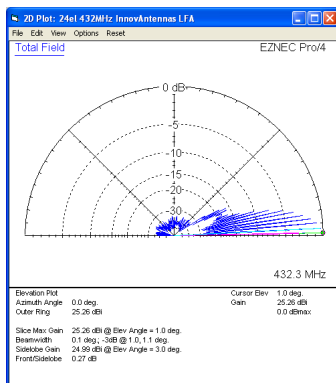 2D Plot: 24el 432MHz InnovAntennas LFA
File Edit View Options Reset
Total Field
EZNEC Pro/4
0 dB
-5
-10
-15
-20
-30
432.3 MHz
Elevation Plot
Cursor Elev 1.0 deg.
Azimuth Angle 0.0 deg.
Gain 25.26 dBi
Outer Ring 25.26 dBi
0.0 dBmax
Slice Max Gain 25.26 dBi @ Elev Angle = 1.0 deg.
Beamwidth 0.1 deg.; -3dB @ 1.0, 1.1 deg.
Sidelobe Gain 24.99 dBi @ Elev Angle = 3.0 deg.
Front/Sidelobe 0.27 dB